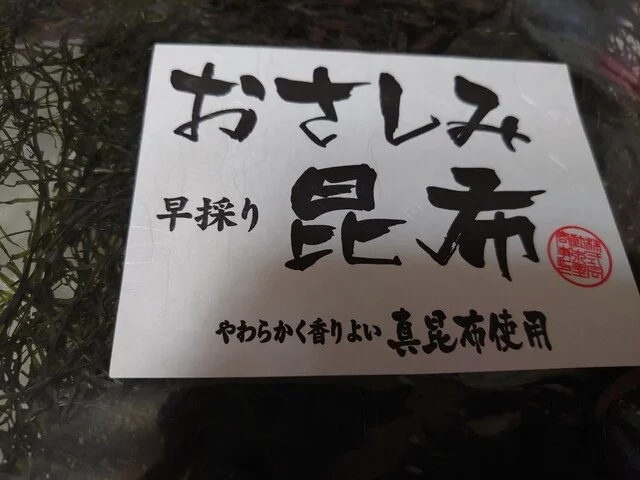 おさしみ
早採り 昆布
やわらかく香りよい 真昆布使用